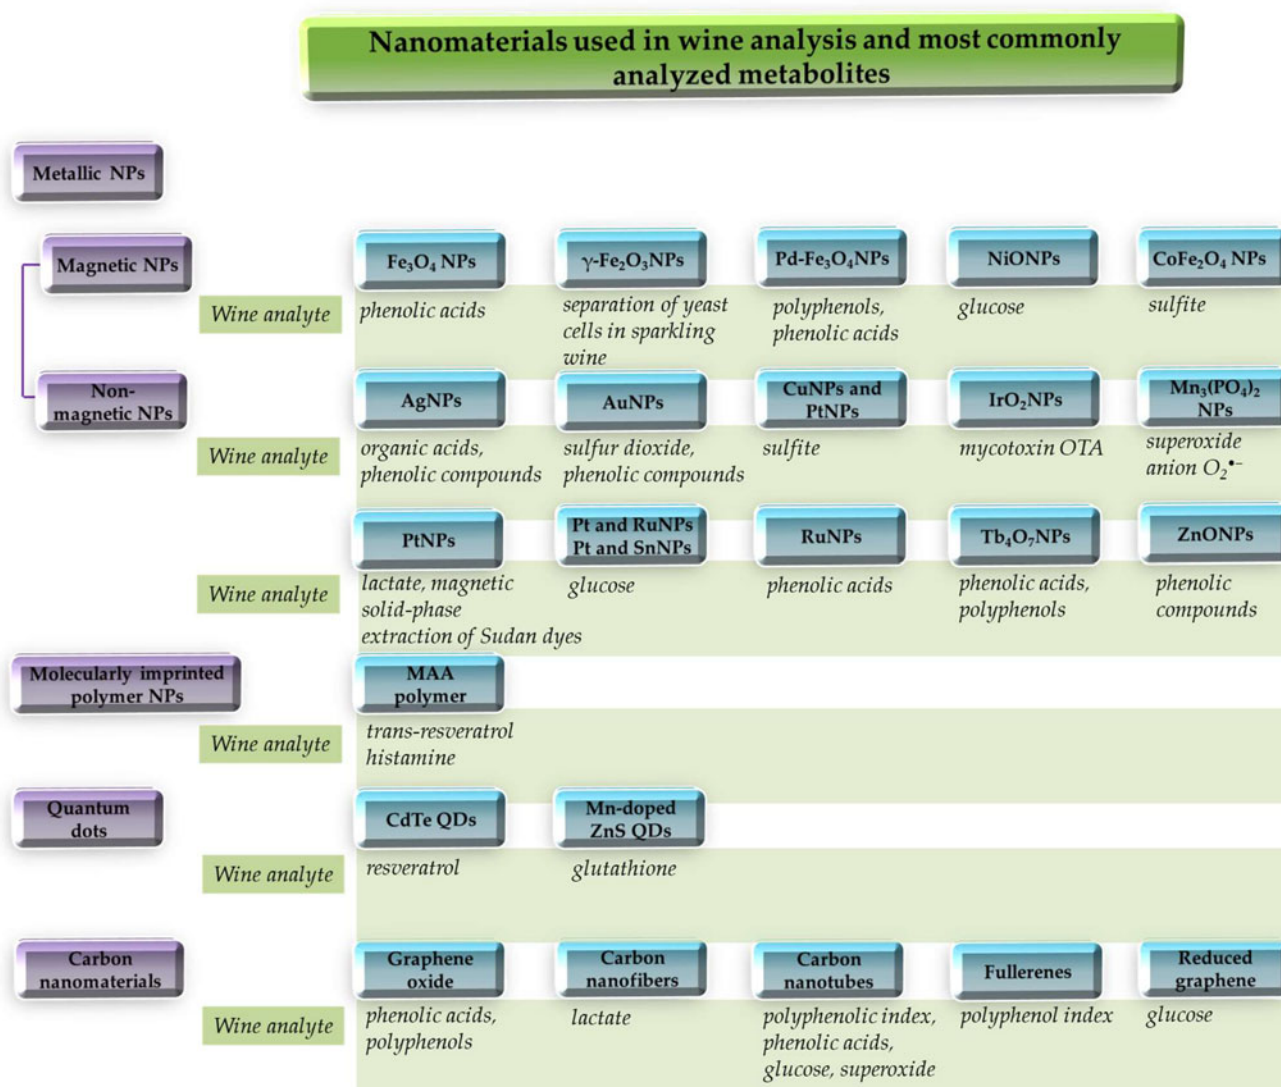 Nanomaterials used in wine analysis and most commonly
analyzed metabolites
Metallic NPs
Magnetic NPs
Fe₃O₄ NPs
γ-Fe₂O₃NPs
Pd-Fe₃O₄NPs
NiONPs
CoFe₂O₄ NPs
Wine analyte
phenolic acids
separation of yeast
cells in sparkling
wine
polyphenols,
phenolic acids
glucose
sulfite
Non-
magnetic NPs
AgNPs
AuNPs
CuNPs and
PtNPs
IrO₂NPs
Mn₃(PO₄)₂
NPs
Wine analyte
organic acids,
phenolic compounds
sulfur dioxide,
phenolic compounds
sulfite
mycotoxin OTA
superoxide
anion O₂•−
PtNPs
Pt and RuNPs
Pt and SnNPs
RuNPs
Tb₄O₇NPs
ZnONPs
Wine analyte
lactate, magnetic
solid-phase
extraction of Sudan dyes
glucose
phenolic acids
phenolic acids,
polyphenols
phenolic
compounds
Molecularly imprinted
polymer NPs
MAA
polymer
Wine analyte
trans-resveratrol
histamine
Quantum
dots
CdTe QDs
Mn-doped
ZnS QDs
Wine analyte
resveratrol
glutathione
Carbon
nanomaterials
Graphene
oxide
Carbon
nanofibers
Carbon
nanotubes
Fullerenes
Reduced
graphene
Wine analyte
phenolic acids,
polyphenols
lactate
polyphenolic index,
phenolic acids,
glucose, superoxide
polyphenol index
glucose